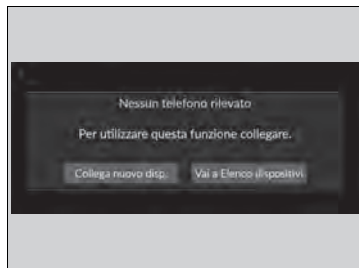 Nessun telefono rilevato
Per utilizzare questa funzione collegare.
Collega nuovo disp.
Vai a Elenco dispositivi